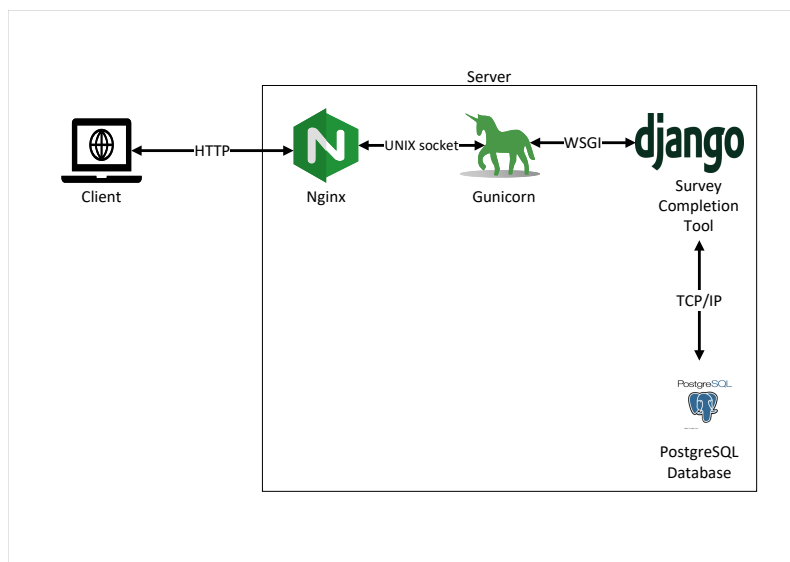 Server
HTTP
UNIX socket
WSGI
django
Client
Nginx
Gunicorn
Survey
Completion
Tool
TCP/IP
PostgreSQL
PostgreSQL
Database